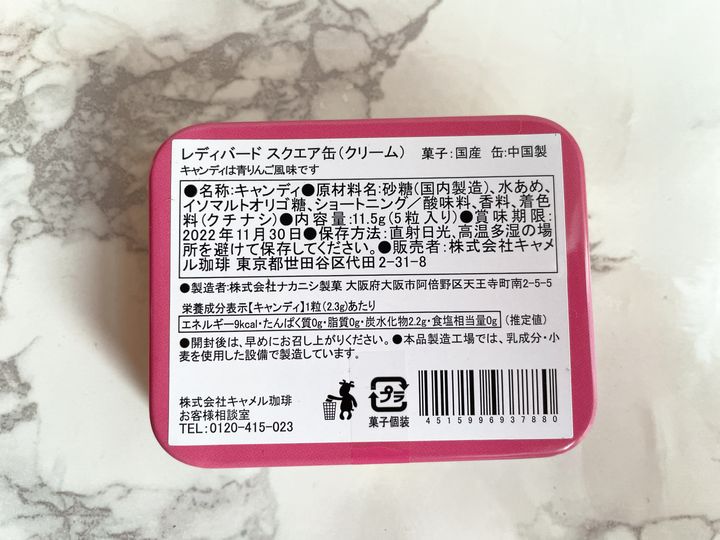 レディバード スクエア缶(クリーム) 菓子:国産 缶:中国製
キャンディは青りんご風味です
●名称:キャンディ●原材料名:砂糖(国内製造)、水あめ、
イソマルトオリゴ糖、ショートニング/酸味料、香料、着色
料(クチナシ)●内容量:11.5g(5粒入り)●賞味期限:
2022年11月30日●保存方法:直射日光、高温多湿の場
所を避けて保存してください。●販売者:株式会社キャメ
ル珈琲 東京都世田谷区代田2-31-8
●製造者:株式会社ナカニシ製菓 大阪府大阪市阿倍野区天王寺町南2-5-5
栄養成分表示【キャンディ】1粒(2.3g)あたり
エネルギー9kcal・たんぱく質0g・脂質0g・炭水化物2.2g・食塩相当量0g (推定値)
●開封後は、早めにお召し上がりください。●本品製造工場では、乳成分・小
麦を使用した設備で製造しています。
株式会社キャメル珈琲
お客様相談室
TEL:0120-415-023
プラ
菓子個装
4515996937880